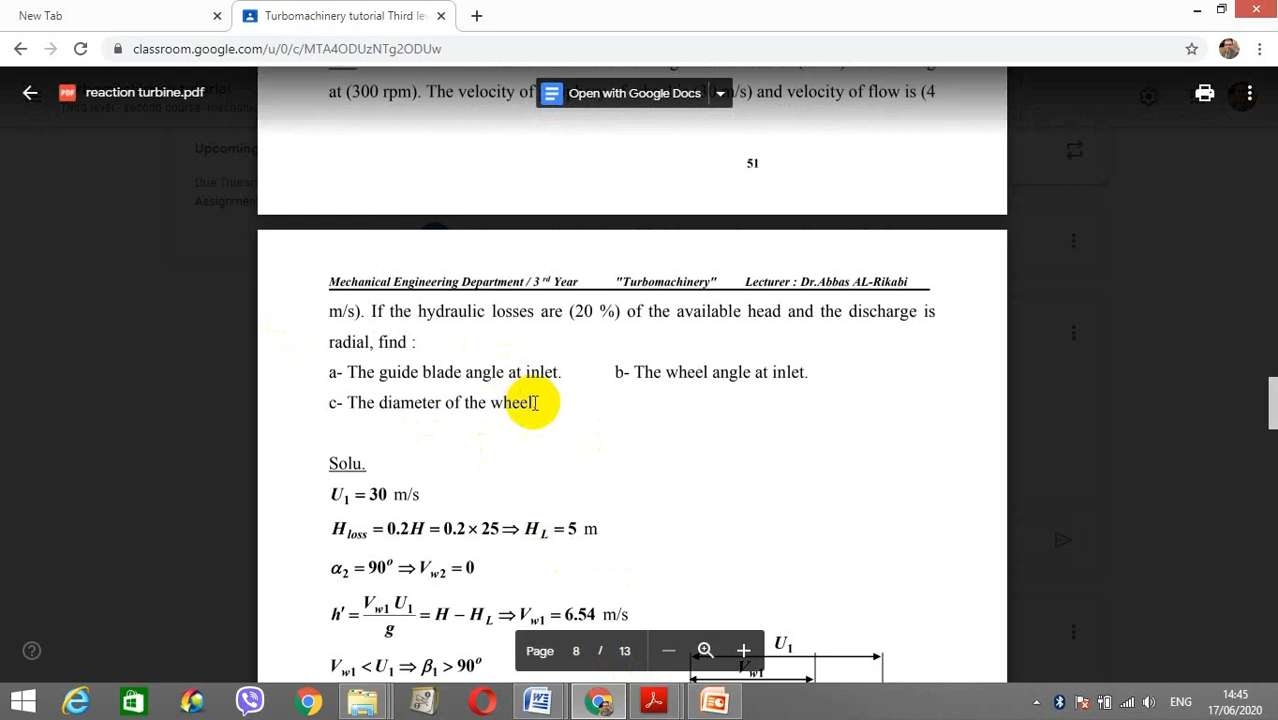 New Tab
Turbomachinery tutorial Third le
classroom.google.com/u/0/c/MTA4ODUzNTg2ODUw
reaction turbine.pdf
Open with Google Docs
at (300 rpm). The velocity of and velocity of flow is (4
Upcoming
51
Mechanical Engineering Department / 3 rd Year "Turbomachinery" Lecturer : Dr.Abbas AL-Rikabi
m/s). If the hydraulic losses are (20 %) of the available head and the discharge is
radial, find :
a- The guide blade angle at inlet. b- The wheel angle at inlet.
c- The diameter of the wheel
Solu.
U1 = 30 m/s
Hloss = 0.2H = 0.2 × 25 ⇒ HL = 5 m
α2 = 90° ⇒ Vw2 = 0
h′ = Vw1 U1 / g = H − HL ⇒ Vw1 = 6.54 m/s
Vw1 < U1 ⇒ β1 > 90°
U1
Vw1
Page 8 / 13
ENG
14:45
17/06/2020